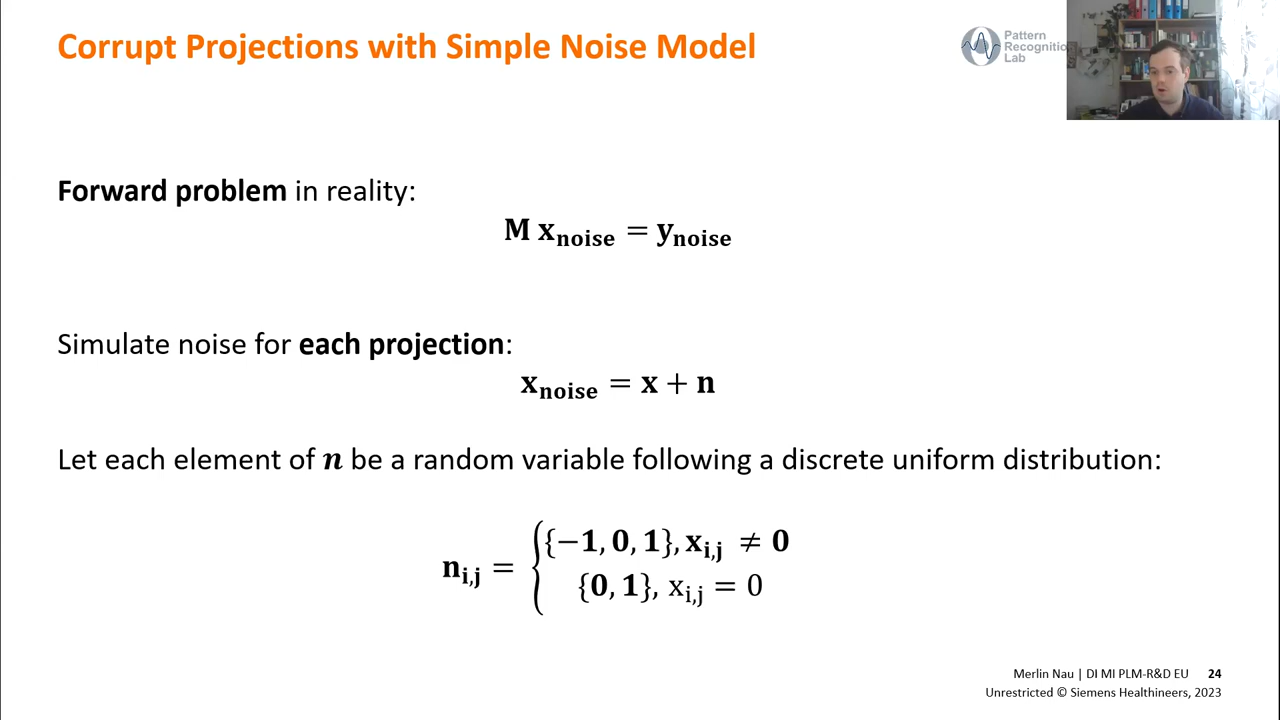 Corrupt Projections with Simple Noise Model
Pattern
Recognition
Lab
Forward problem in reality:
M x_noise = y_noise
Simulate noise for each projection:
x_noise = x + n
Let each element of n be a random variable following a discrete uniform distribution:
n_i,j = { {−1, 0, 1}, x_i,j ≠ 0
{0, 1}, x_i,j = 0
Merlin Nau | DI MI PLM-R&D EU 24
Unrestricted © Siemens Healthineers, 2023